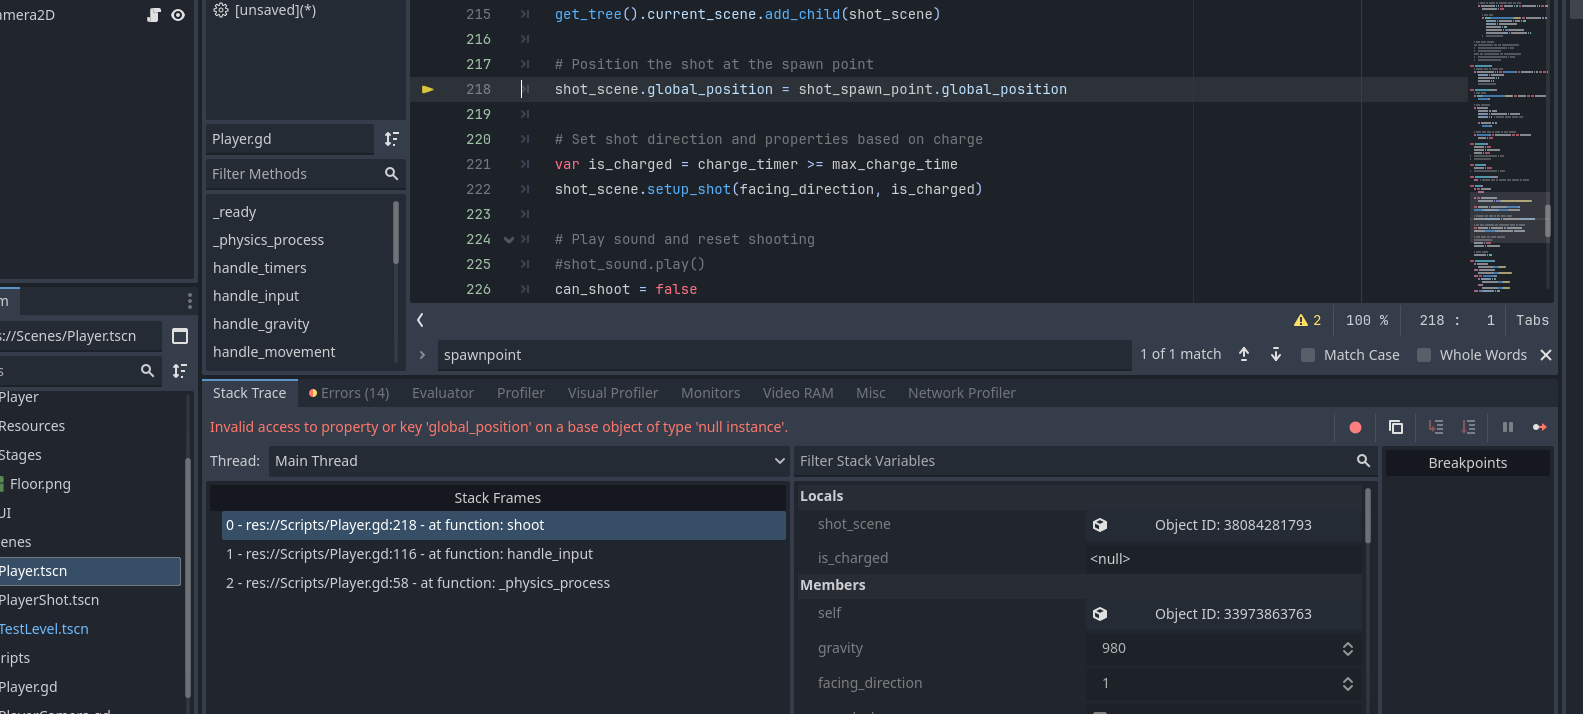 amera2D
[unsaved](*)
215 get_tree().current_scene.add_child(shot_scene)
216
217 # Position the shot at the spawn point
218 shot_scene.global_position = shot_spawn_point.global_position
219
220 # Set shot direction and properties based on charge
221 var is_charged = charge_timer >= max_charge_time
222 shot_scene.setup_shot(facing_direction, is_charged)
223
224 # Play sound and reset shooting
225 #shot_sound.play()
226 can_shoot = false
Player.gd
Filter Methods
_ready
_physics_process
handle_timers
handle_input
handle_gravity
handle_movement
m
s://Scenes/Player.tscn
s
Player
Resources
Stages
Floor.png
UI
enes
Player.tscn
PlayerShot.tscn
TestLevel.tscn
ripts
Player.gd
PlayerCamera.gd
2 100 % 218 : 1 Tabs
spawnpoint 1 of 1 match Match Case Whole Words
Stack Trace Errors (14) Evaluator Profiler Visual Profiler Monitors Video RAM Misc Network Profiler
Invalid access to property or key 'global_position' on a base object of type 'null instance'.
Thread: Main Thread
Stack Frames
0 - res://Scripts/Player.gd:218 - at function: shoot
1 - res://Scripts/Player.gd:116 - at function: handle_input
2 - res://Scripts/Player.gd:58 - at function: _physics_process
Filter Stack Variables
Locals
shot_scene Object ID: 38084281793
is_charged <null>
Members
self Object ID: 33973863763
gravity 980
facing_direction 1
Breakpoints